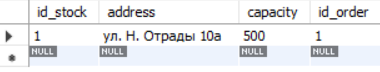 id_stock address capacity id_order
1 ул. Н. Отрады 10а 500 1
NULL NULL NULL NULL